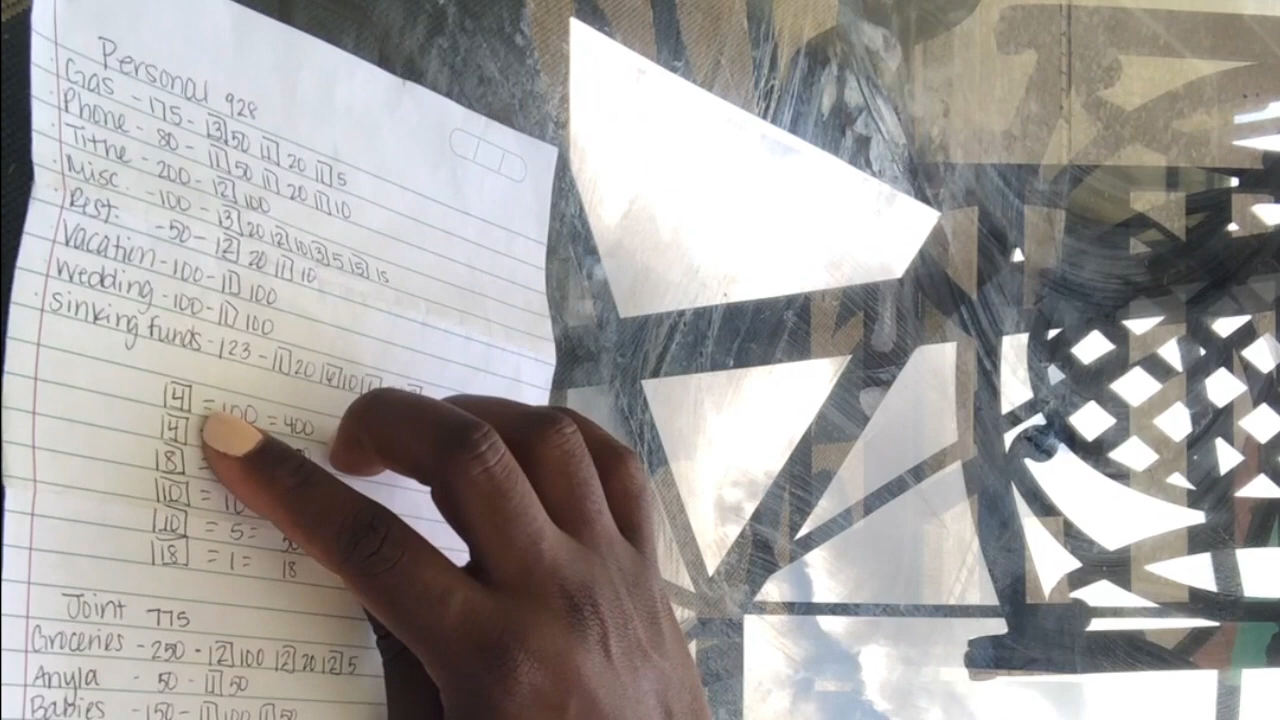 Personal 928
Gas - 175 - [3] 50 [1] 20 [1] 5
Phone - 80 - [1] 50 [1] 20 [1] 10
Tithe - 200 - [2] 100
Misc. - 100 - [3] 20 [2] 10 [3] 5 [5] 15
Rest. - 50 - [2] 20 [1] 10
Vacation - 100 - [1] 100
Wedding - 100 - [1] 100
Sinking funds - 123 - [1] 20
[4] = 100 = 400
[4]
[8] =
[10] = 10
[10] = 5 = 50
[18] = 1 = 18
Joint 775
Groceries - 250 - [2] 100 [2] 20 [2] 5
Anyla - 50 - [1] 50
Babies - 150 - [1] 100 [1] 50